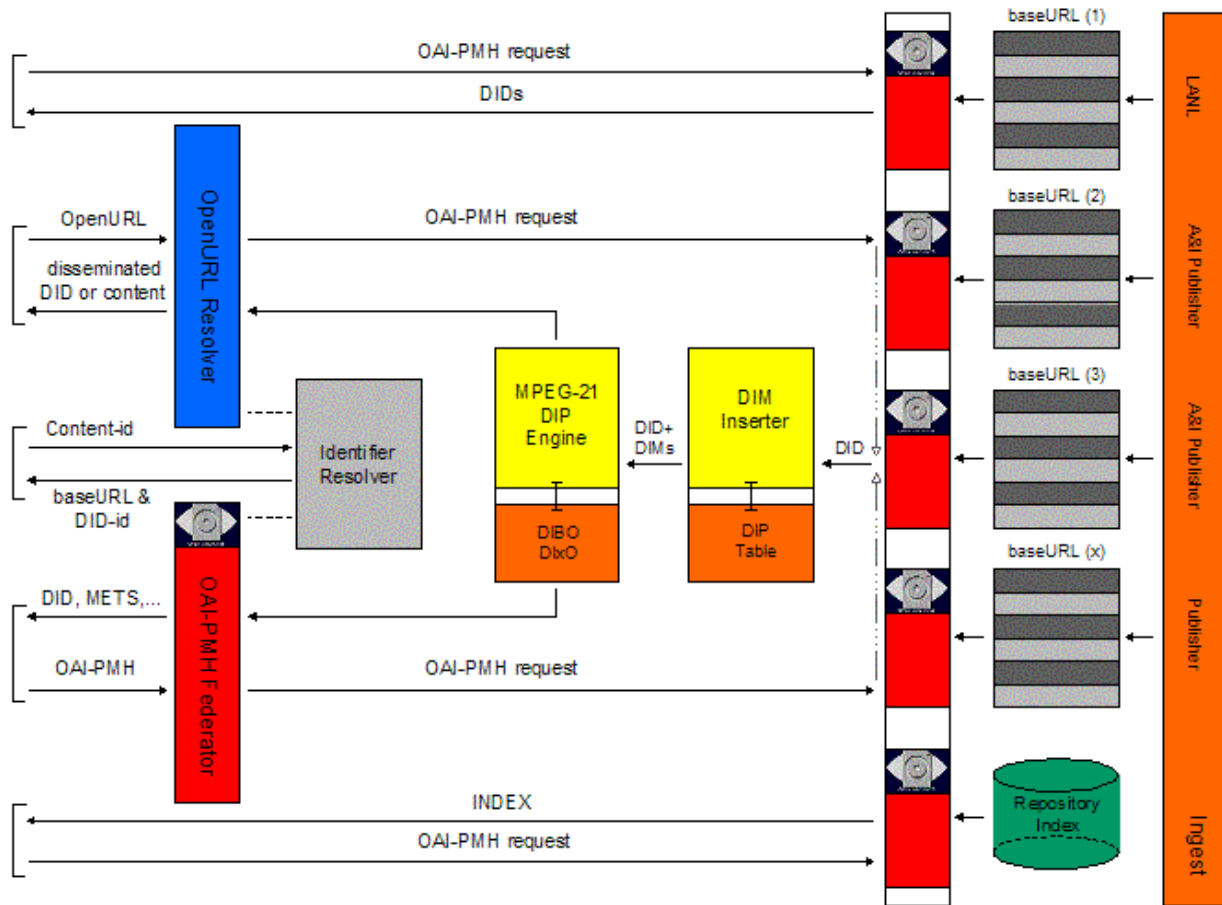 baseURL (1)
OAI-PMH request
DIDs
LANL
baseURL (2)
OpenURL
OAI-PMH request
disseminated
DID or content
OpenURL Resolver
A&I Publisher
baseURL (3)
MPEG-21
DIP
Engine
DIM
Inserter
DID+
DIMs
DID
A&I Publisher
Content-id
Identifier
Resolver
baseURL &
DID-id
DIBO
DIxO
DIP
Table
baseURL (x)
DID, METS,...
OAI-PMH
OAI-PMH Federator
OAI-PMH request
Publisher
INDEX
OAI-PMH request
Repository
Index
Ingest